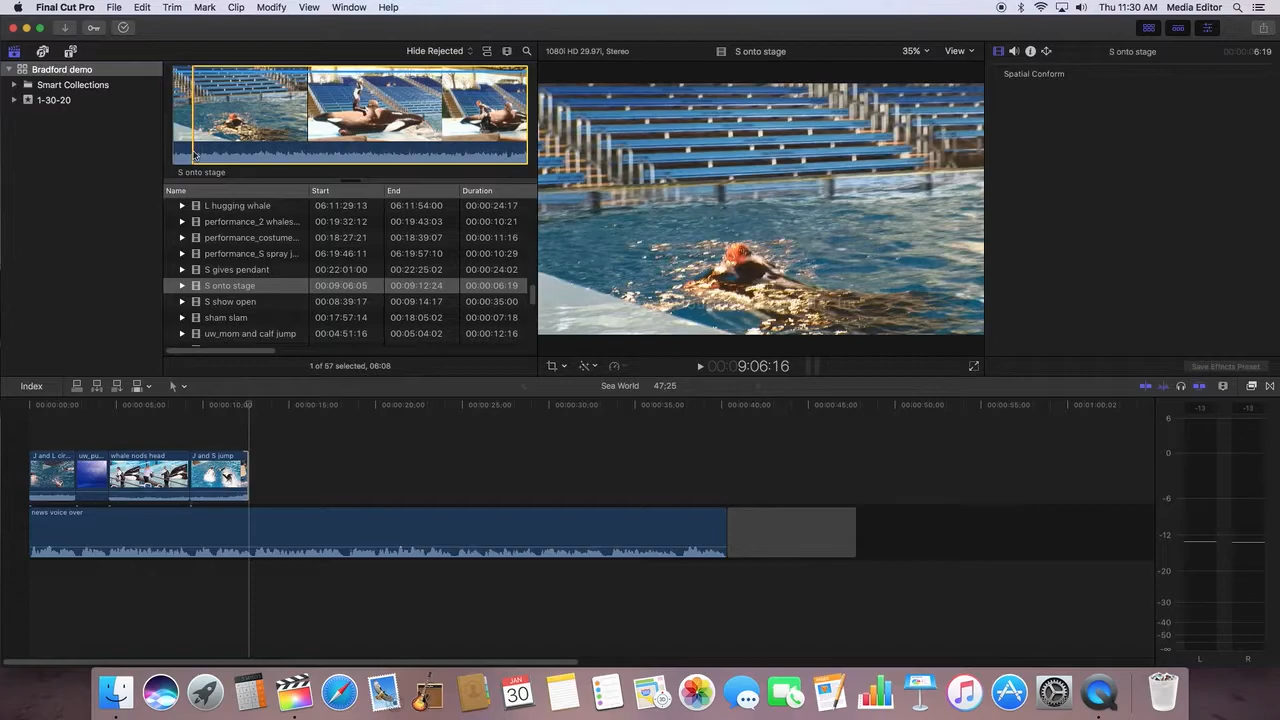 Final Cut Pro File Edit Trim Mark Clip Modify View Window Help
Thu 11:30 AM Media Editor
Hide Rejected
1080i HD 29.97i, Stereo
S onto stage
35%
View
S onto stage
6:19
Bradford demo
Smart Collections
1-30-20
Spatial Conform
S onto stage
Name Start End Duration
L hugging whale 06:11:29:13 06:11:54:00 00:00:24:17
performance_2 whales... 00:19:32:12 00:19:43:03 00:00:10:21
performance_costume... 00:18:27:21 00:18:39:07 00:00:11:16
performance_S spray j... 00:19:46:11 00:19:57:10 00:00:10:29
S gives pendant 00:22:01:00 00:22:25:02 00:00:24:02
S onto stage 00:09:06:05 00:09:12:24 00:00:06:19
S show open 00:08:39:17 00:09:14:17 00:00:35:00
sham slam 00:17:57:14 00:18:05:02 00:00:07:18
uw_mom and calf jump 00:04:51:16 00:05:04:02 00:00:12:16
1 of 57 selected, 06:08
00:09:06:16
Save Effects Preset
Index
Sea World 47;25
00:00:00;00 00:00:05;00 00:00:10;00 00:00:15;00 00:00:20;00 00:00:25;00 00:00:30;00 00:00:35;00 00:00:40;00 00:00:45;00 00:00:50;00 00:00:55;00 00:01:00;02
-13 -13
6
0
-6
-12
-20
-30
-40
-50
-∞
L R
J and L cir... uw_pu... whale nods head J and S jump
news voice over
JAN
30